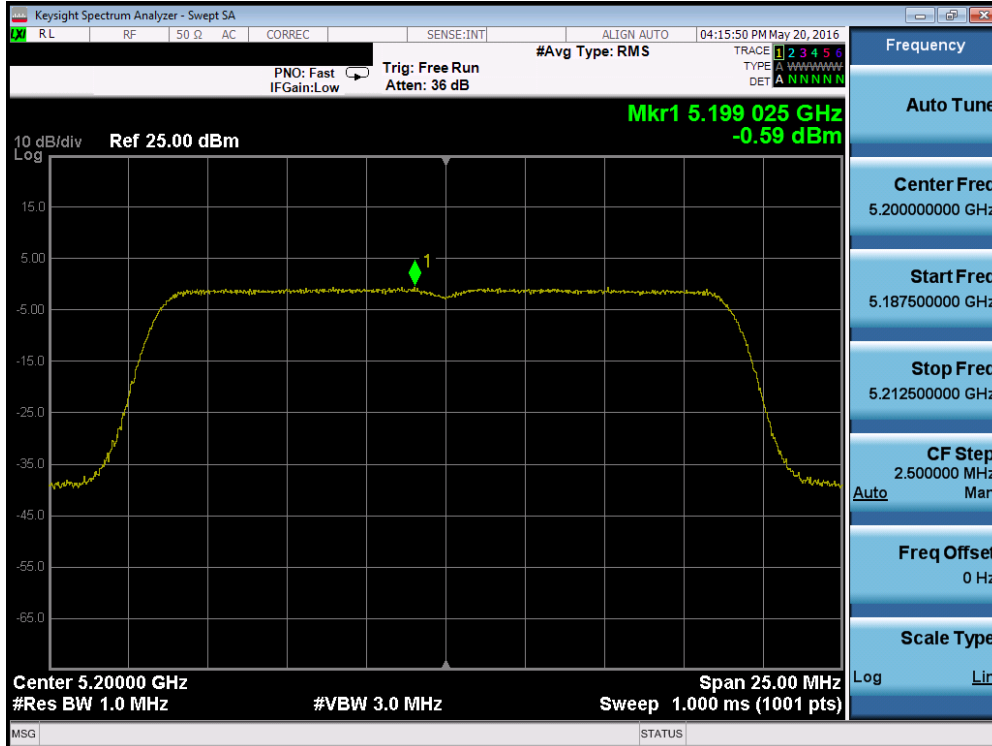 Keysight Spectrum Analyzer - Swept SA
LXI RL RF 50 Ω AC CORREC SENSE:INT ALIGN AUTO 04:15:50 PM May 20, 2016
#Avg Type: RMS
TRACE 1 2 3 4 5 6
PNO: Fast Trig: Free Run
TYPE A WWWWW
IFGain:Low Atten: 36 dB
DET A N N N N N
Mkr1 5.199 025 GHz
-0.59 dBm
10 dB/div Ref 25.00 dBm
Log
15.0
5.00
1
-5.00
-15.0
-25.0
-35.0
-45.0
-55.0
-65.0
Center 5.20000 GHz Span 25.00 MHz
#Res BW 1.0 MHz #VBW 3.0 MHz Sweep 1.000 ms (1001 pts)
MSG STATUS
Frequency
Auto Tune
Center Freq
5.200000000 GHz
Start Freq
5.187500000 GHz
Stop Freq
5.212500000 GHz
CF Step
2.500000 MHz
Auto Man
Freq Offset
0 Hz
Scale Type
Log Lin